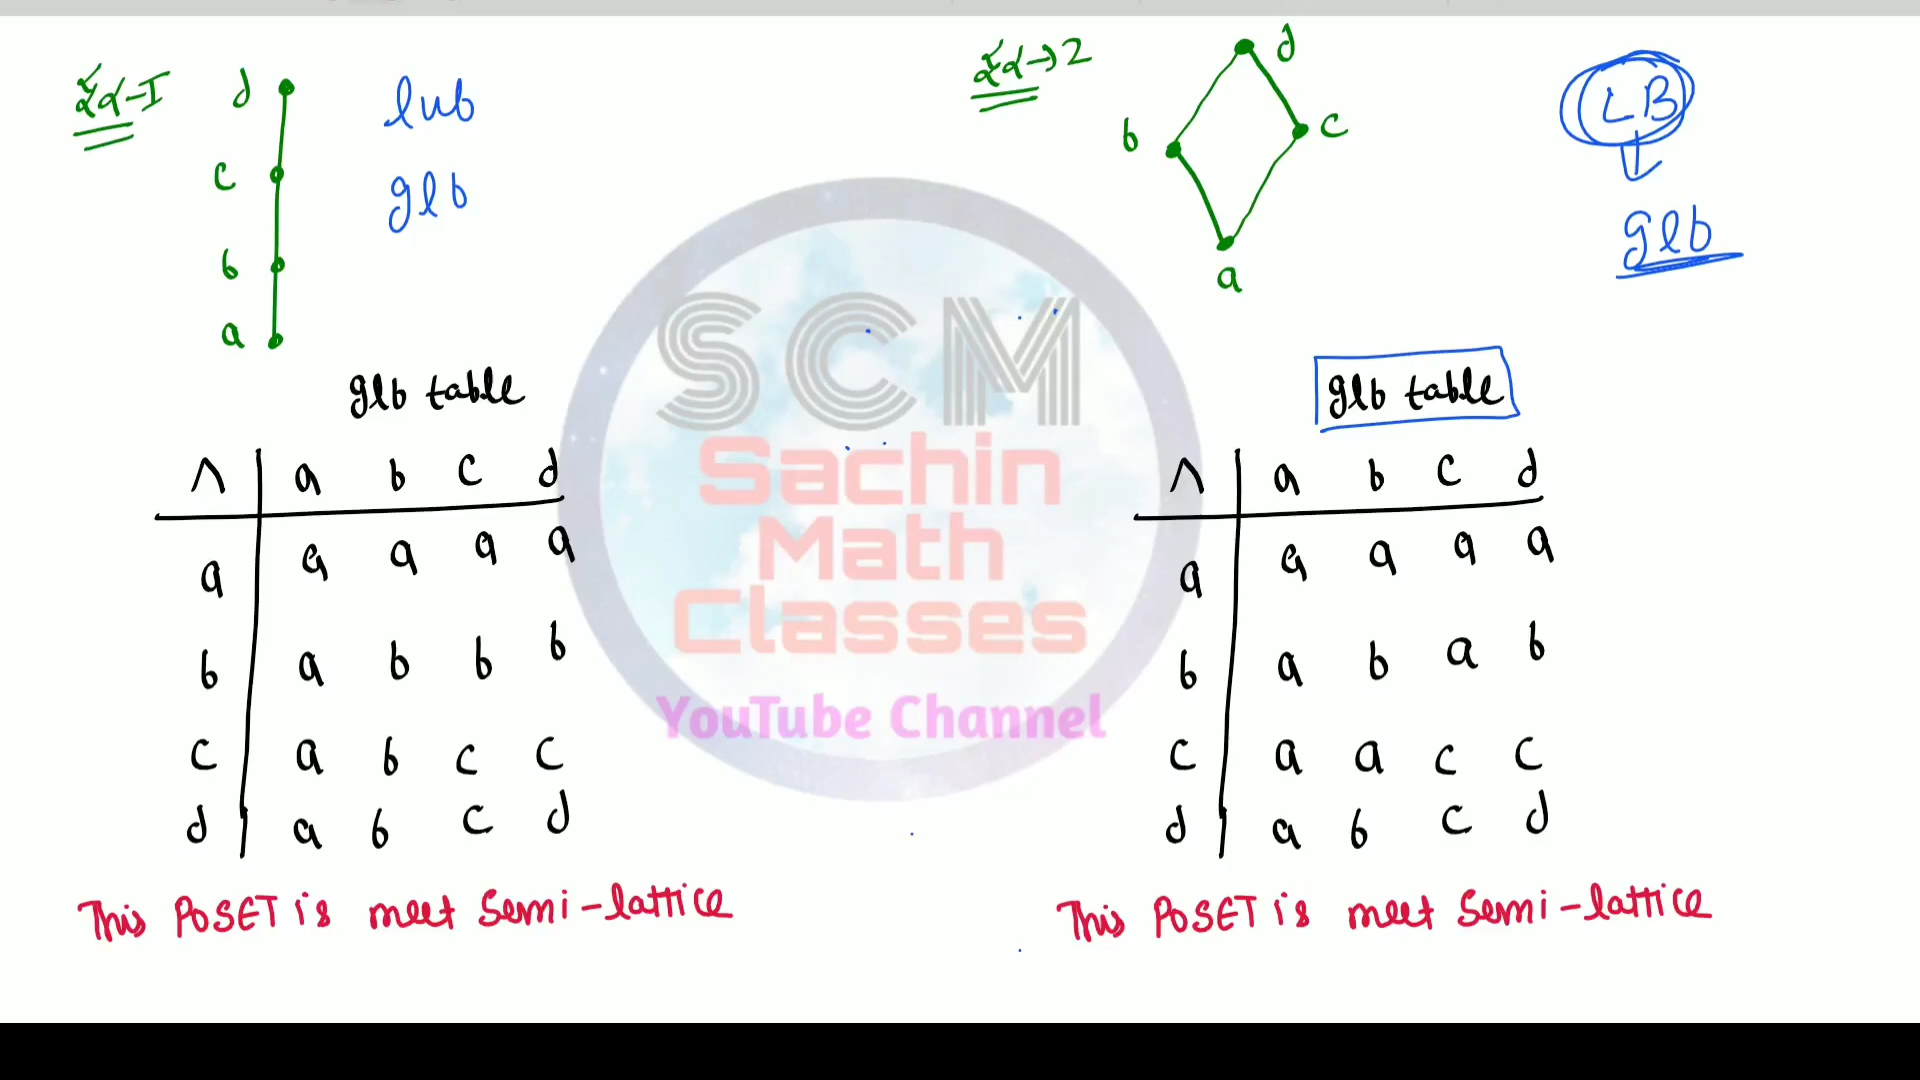 Ex-I
d
c
b
a
lub
glb
Ex→2
d
b
c
a
LB
glb
glb table
∧ a b c d
a a a a a
b a b b b
c a b c c
d a b c d
This POSET is meet semi-lattice
glb table
∧ a b c d
a a a a a
b a b a b
c a a c c
d a b c d
This POSET is meet semi-lattice
SCM
Sachin
Math
Classes
YouTube Channel